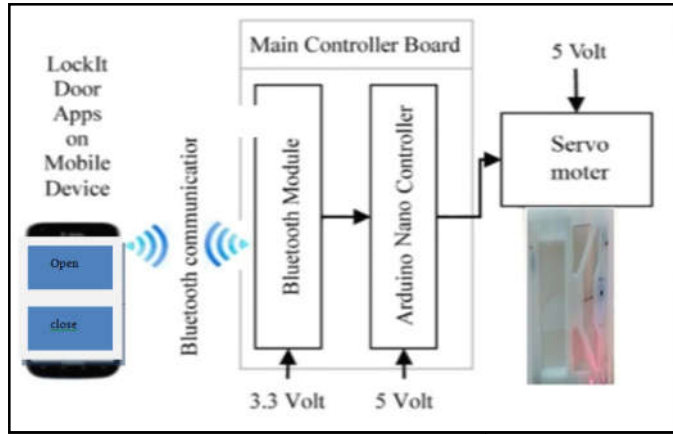 LockIt
Door
Apps
on
Mobile
Device
Open
close
Bluetooth communication
Main Controller Board
Bluetooth Module
Arduino Nano Controller
3.3 Volt
5 Volt
5 Volt
Servo
moter